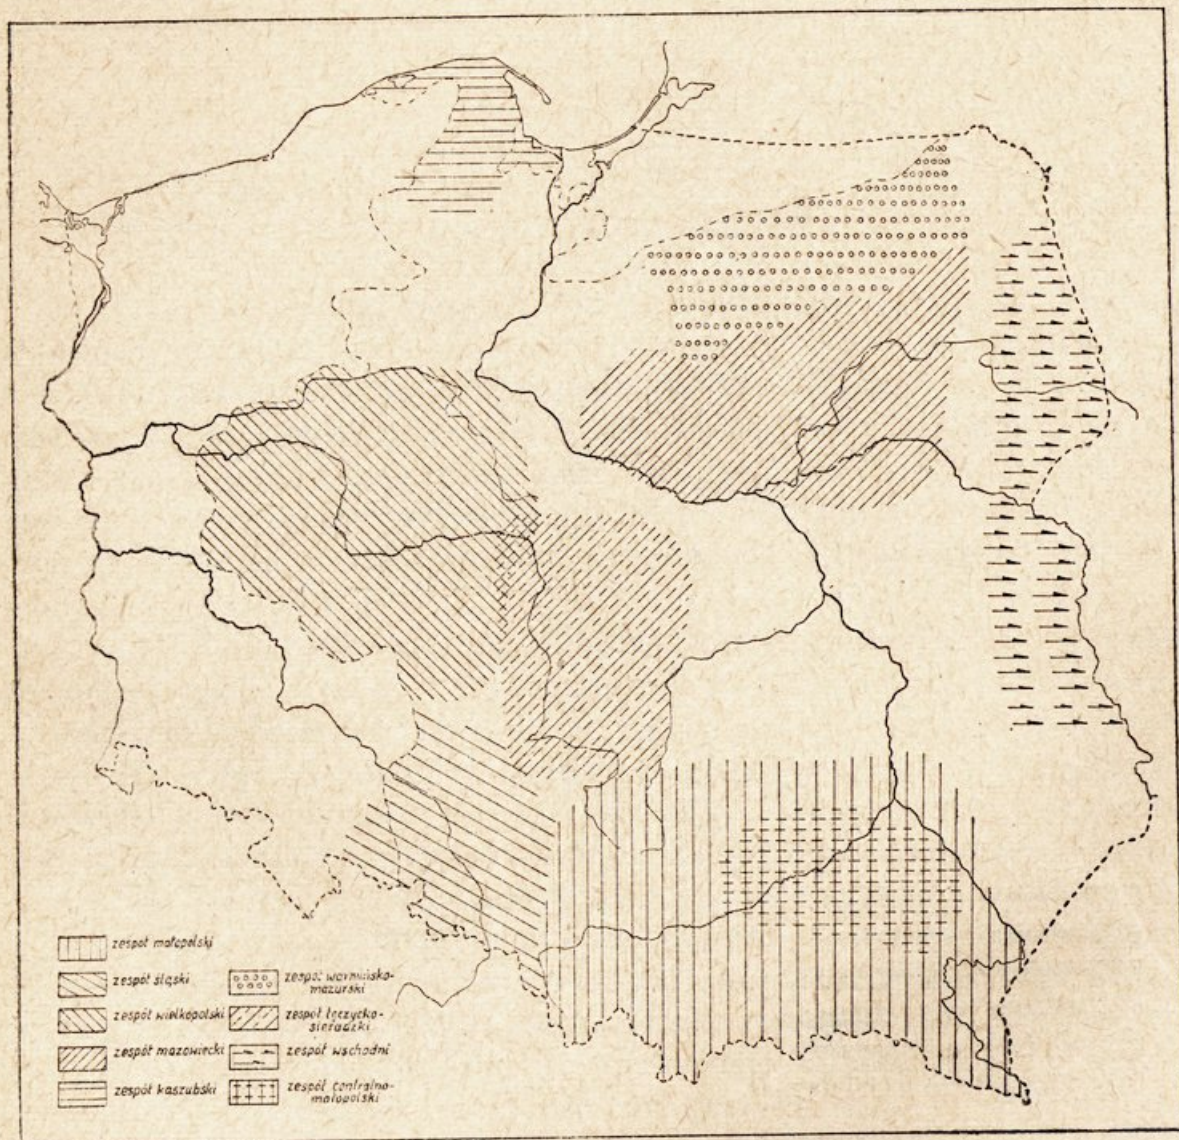 zespół małopolski
zespół śląski
zespół wielkopolski
zespół mazowiecki
zespół kaszubski
zespół warmińsko-
mazurski
zespół łęczycko-
sieradzki
zespół wschodni
zespół centralno-
małopolski